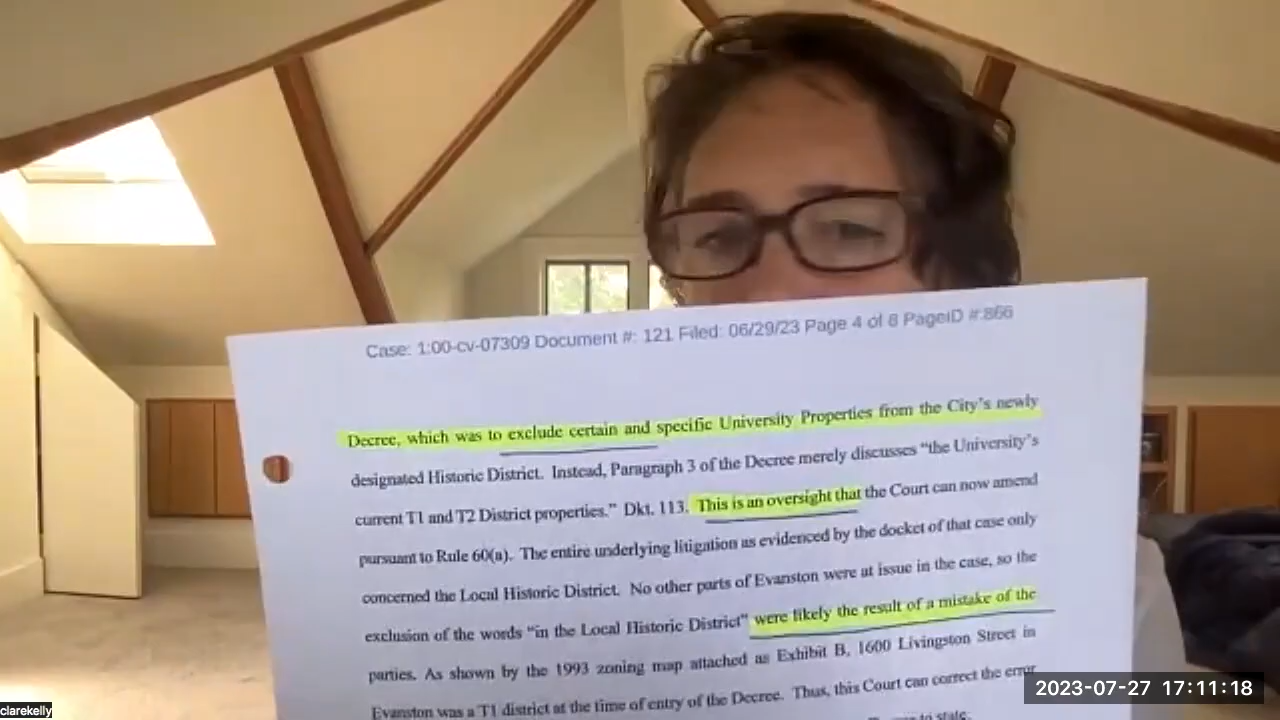 Case: 1:00-cv-07309 Document #: 121 Filed: 06/29/23 Page 4 of 8 PageID #:866
Decree, which was to exclude certain and specific University Properties from the City's newly
designated Historic District. Instead, Paragraph 3 of the Decree merely discusses "the University's
current T1 and T2 District properties." Dkt. 113. This is an oversight that the Court can now amend
pursuant to Rule 60(a). The entire underlying litigation as evidenced by the docket of that case only
concerned the Local Historic District. No other parts of Evanston were at issue in the case, so the
exclusion of the words "in the Local Historic District" were likely the result of a mistake of the
parties. As shown by the 1993 zoning map attached as Exhibit B, 1600 Livingston Street in
Evanston was a T1 district at the time of entry of the Decree. Thus, this Court can correct the error
to state:
2023-07-27 17:11:18
clarekelly